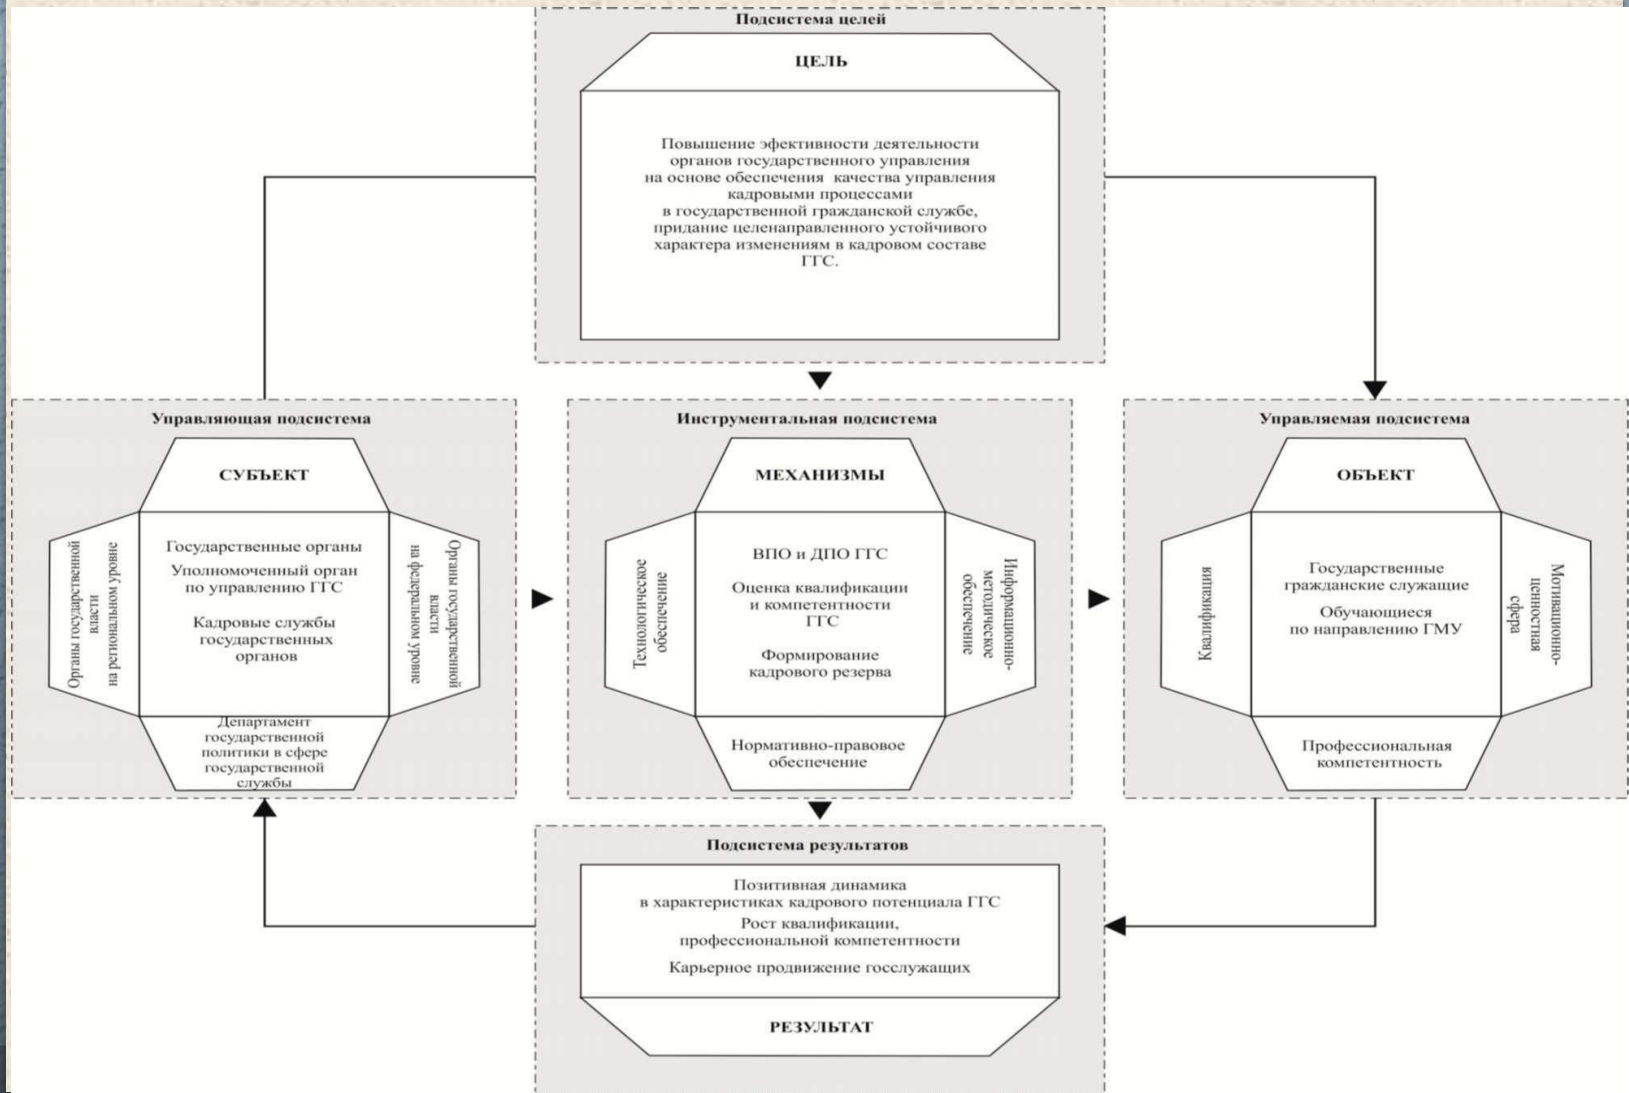 Подсистема целей
ЦЕЛЬ
Повышение эфективности деятельности
органов государственного управления
на основе обеспечения качества управления
кадровыми процессами
в государственной гражданской службе,
придание целенаправленного устойчивого
характера изменениям в кадровом составе
ГГС.
Управляющая подсистема
СУБЪЕКТ
Органы государственной
власти
на региональном уровне
Государственные органы
Уполномоченный орган
по управлению ГГС
Кадровые службы
государственных
органов
Органы государственной
власти
на федеральном уровне
Департамент
государственной
политики в сфере
государственной
службы
Инструментальная подсистема
МЕХАНИЗМЫ
Технологическое
обеспечение
ВПО и ДПО ГГС
Оценка квалификации
и компетентности
ГГС
Формирование
кадрового резерва
Информационно-
методическое
обеспечение
Нормативно-правовое
обеспечение
Управляемая подсистема
ОБЪЕКТ
Квалификация
Государственные
гражданские служащие
Обучающиеся
по направлению ГМУ
Мотивационно-
ценностная
сфера
Профессиональная
компетентность
Подсистема результатов
Позитивная динамика
в характеристиках кадрового потенциала ГГС
Рост квалификации,
профессиональной компетентности
Карьерное продвижение госслужащих
РЕЗУЛЬТАТ